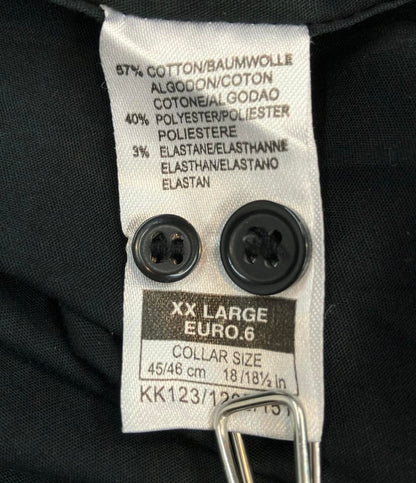 57% COTTON/BAUMWOLLE
ALGODON/COTON
COTONE/ALGODAO
40% POLYESTER/POLIESTER
POLIESTERE
3% ELASTANE/ELASTHANNE
ELASTHAN/ELASTANO
ELASTAN
XX LARGE
EURO.6
COLLAR SIZE
45/46 cm 18/18½ in
KK123/